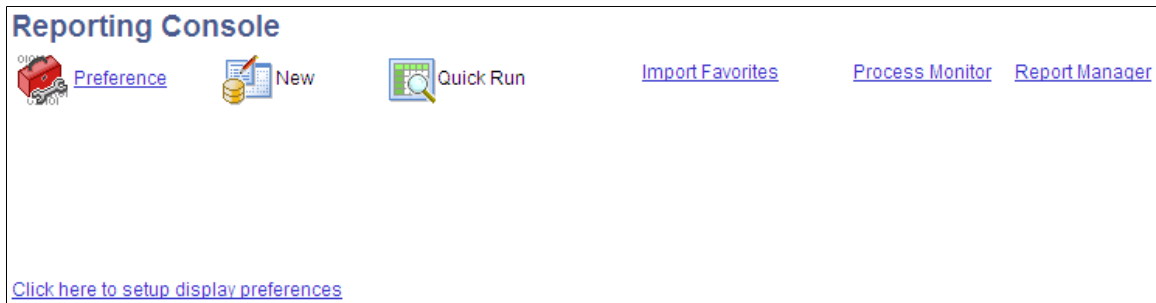 Reporting Console
Preference New Quick Run Import Favorites Process Monitor Report Manager
Click here to setup display preferences